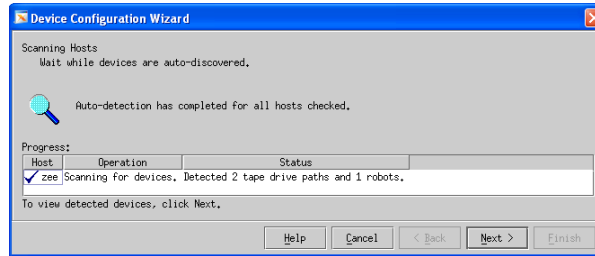 Device Configuration Wizard
Scanning Hosts
Wait while devices are auto-discovered.
Auto-detection has completed for all hosts checked.
Progress:
Host Operation Status
zee Scanning for devices. Detected 2 tape drive paths and 1 robots.
To view detected devices, click Next.
Help Cancel < Back Next > Finish